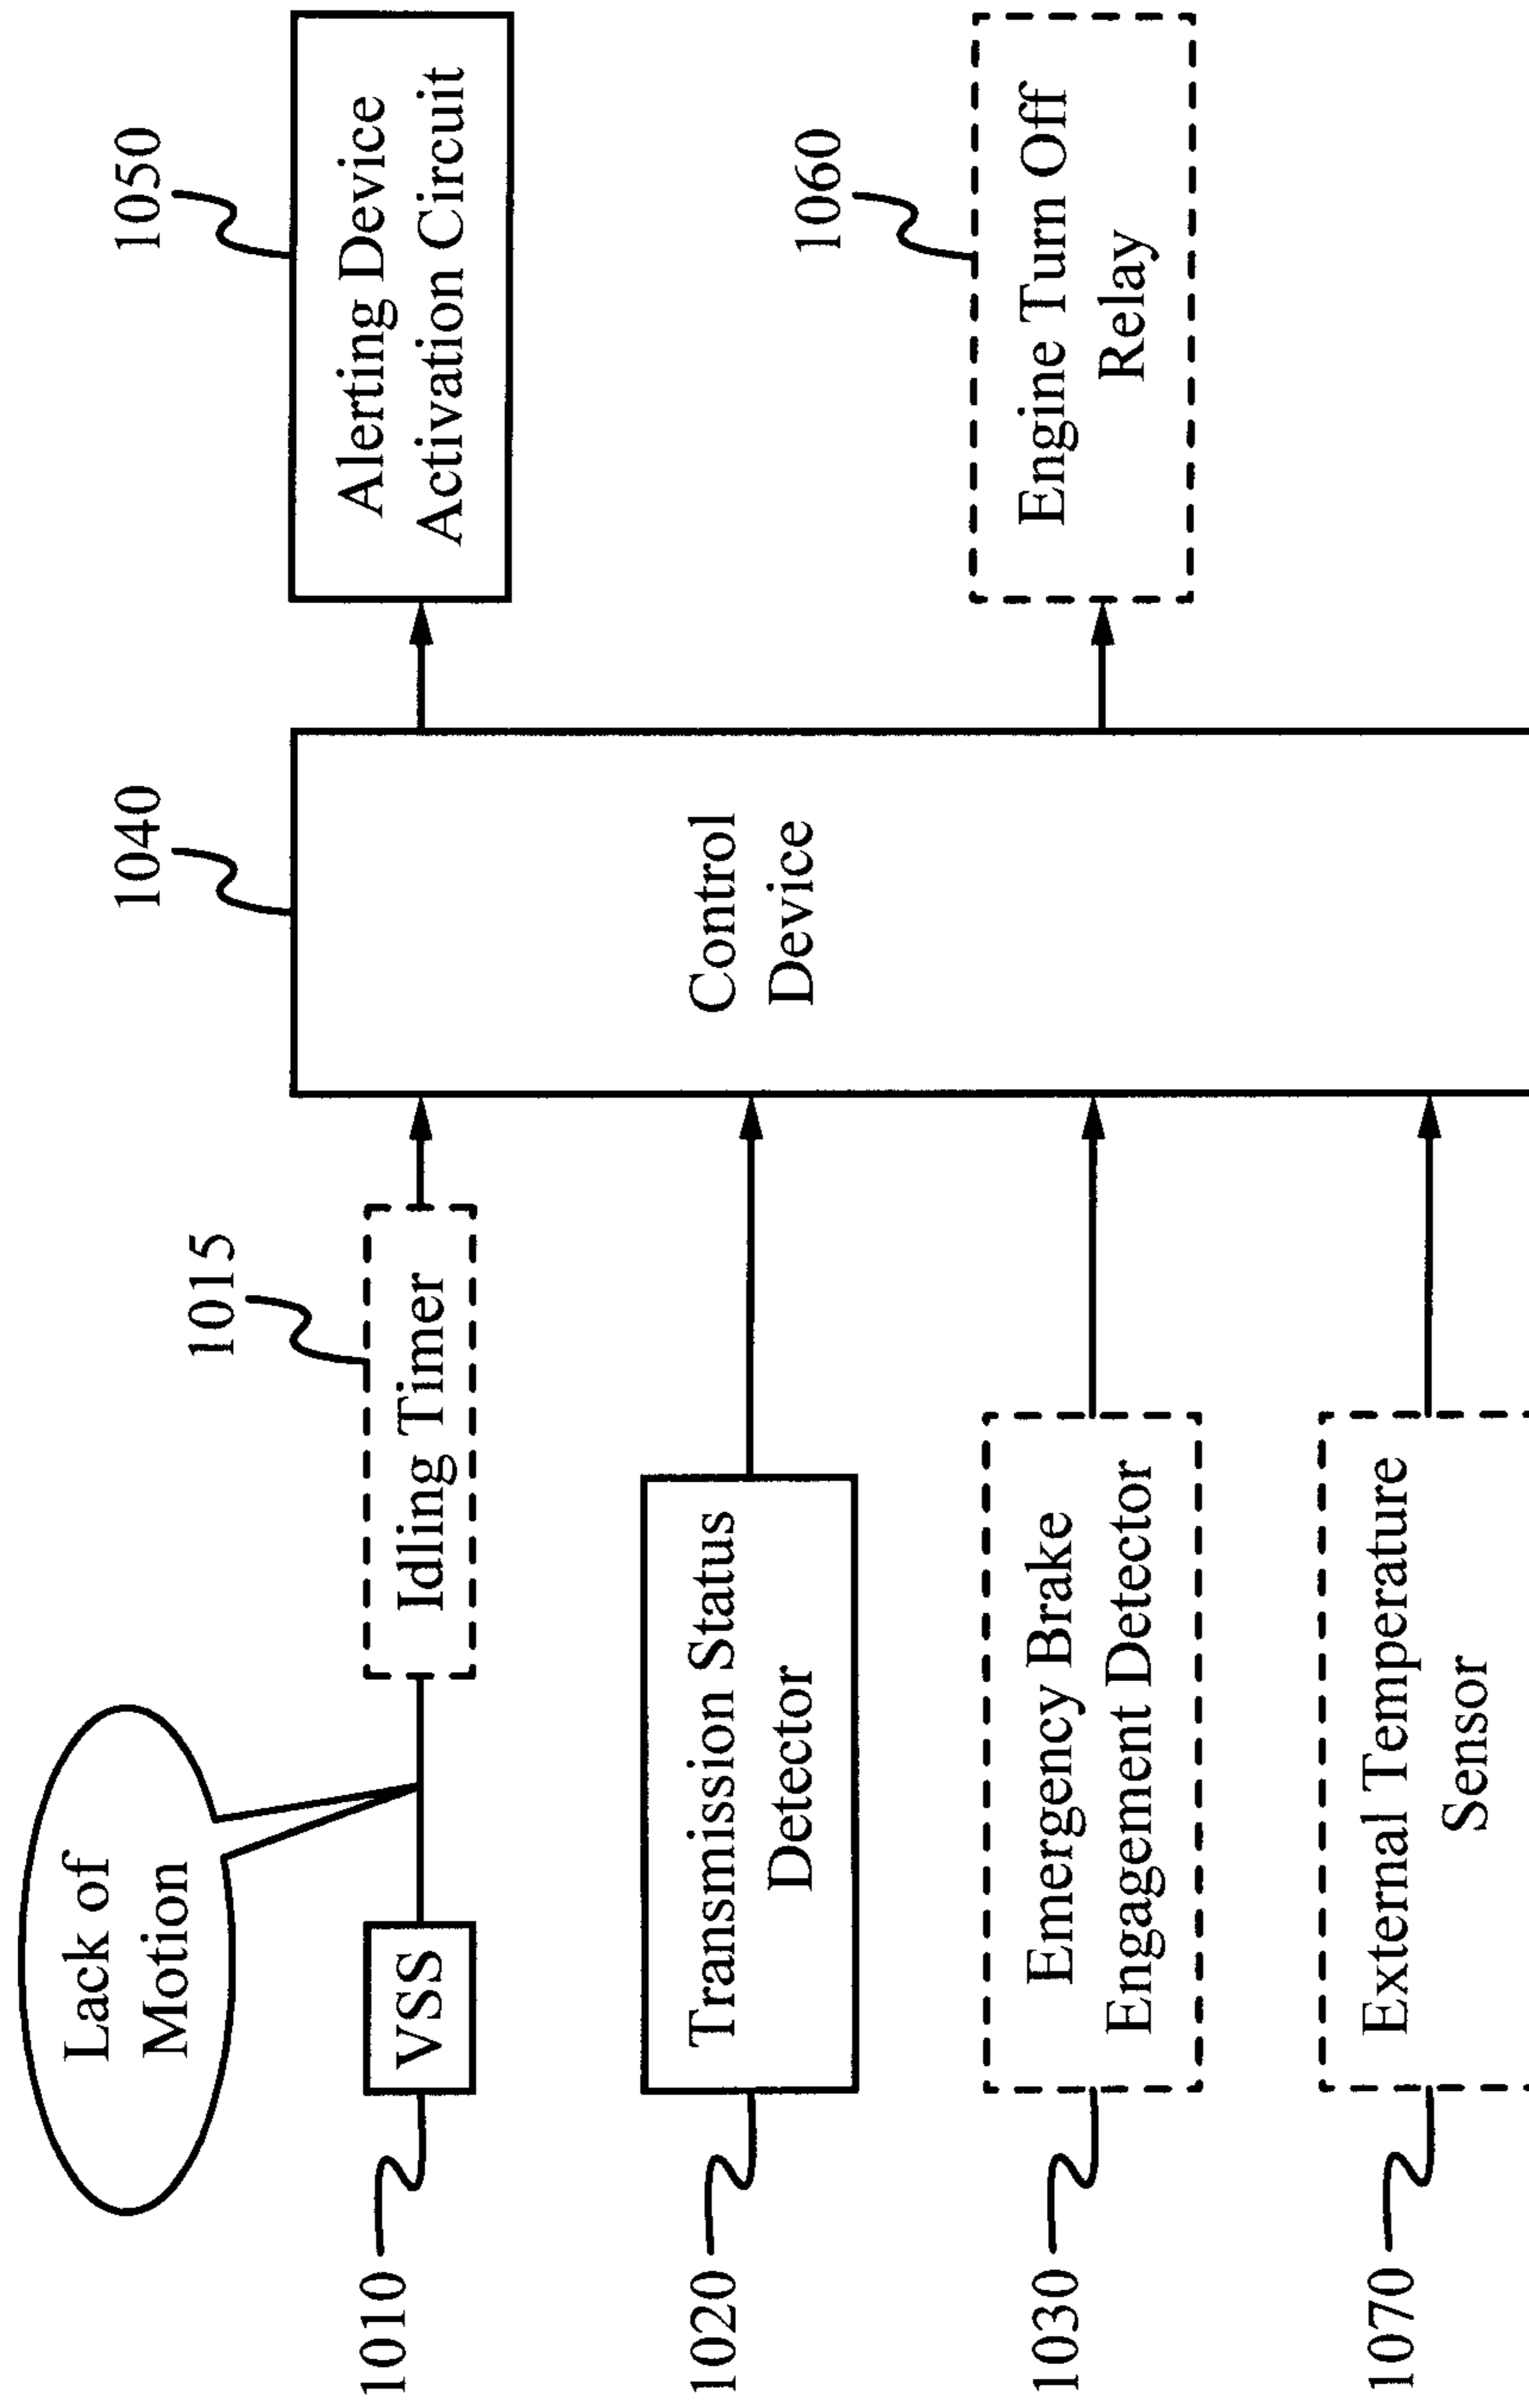 Lack of
Motion
1010
VSS
1015
Idling Timer
1040
Control
Device
1050
Alerting Device
Activation Circuit
1020
Transmission Status
Detector
1060
Engine Turn Off
Relay
1030
Emergency Brake
Engagement Detector
1070
External Temperature
Sensor